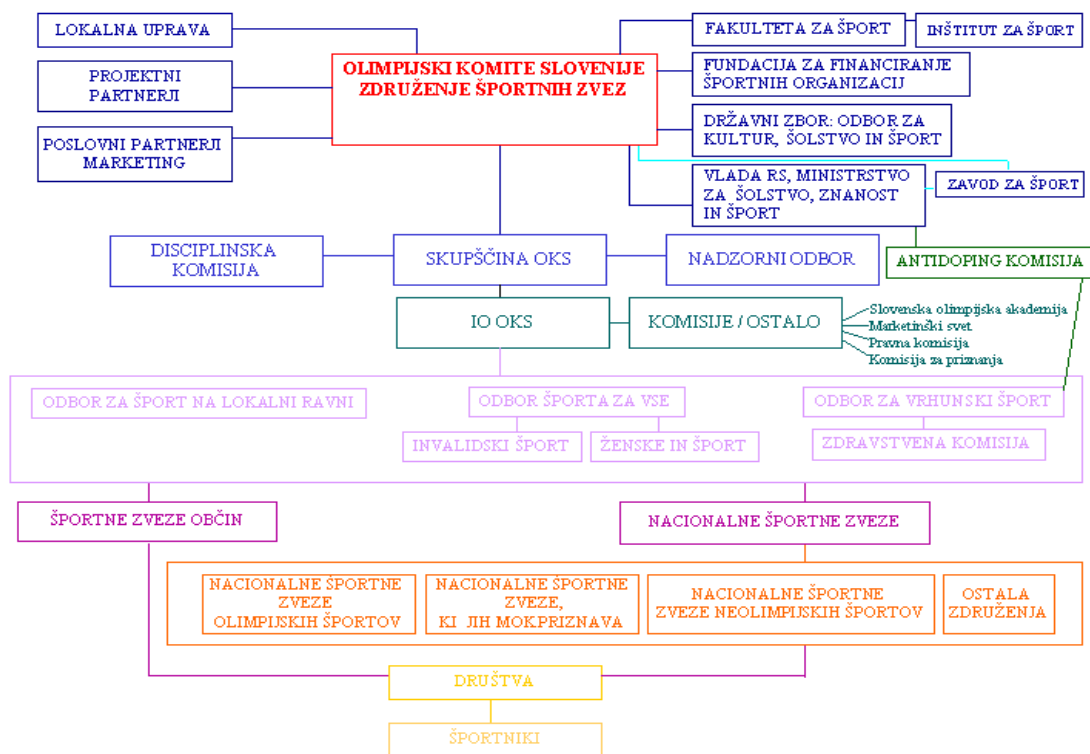 LOKALNA UPRAVA
PROJEKTNI
PARTNERJI
POSLOVNI PARTNERJI
MARKETING
OLIMPIJSKI KOMITE SLOVENIJE
ZDRUŽENJE ŠPORTNIH ZVEZ
FAKULTETA ZA ŠPORT
INŠTITUT ZA ŠPORT
FUNDACIJA ZA FINANCIRANJE
ŠPORTNIH ORGANIZACIJ
DRŽAVNI ZBOR: ODBOR ZA
KULTUR, ŠOLSTVO IN ŠPORT
VLADA RS, MINISTRSTVO
ZA ŠOLSTVO, ZNANOST
IN ŠPORT
ZAVOD ZA ŠPORT
DISCIPLINSKA
KOMISIJA
SKUPŠČINA OKS
NADZORNI ODBOR
ANTIDOPING KOMISIJA
IO OKS
KOMISIJE / OSTALO
Slovenska olimpijska akademija
Marketinški svet
Pravna komisija
Komisija za priznanja
ODBOR ZA ŠPORT NA LOKALNI RAVNI
ODBOR ŠPORTA ZA VSE
ODBOR ZA VRHUNSKI ŠPORT
INVALIDSKI ŠPORT
ŽENSKE IN ŠPORT
ZDRAVSTVENA KOMISIJA
ŠPORTNE ZVEZE OBČIN
NACIONALNE ŠPORTNE ZVEZE
NACIONALNE ŠPORTNE
ZVEZE
OLIMPIJSKIH ŠPORTOV
NACIONALNE ŠPORTNE
ZVEZE,
KI JIH MOK PRIZNAVA
NACIONALNE ŠPORTNE
ZVEZE NEOLIMPIJSKIH ŠPORTOV
OSTALA
ZDRUŽENJA
DRUŠTVA
ŠPORTNIKI